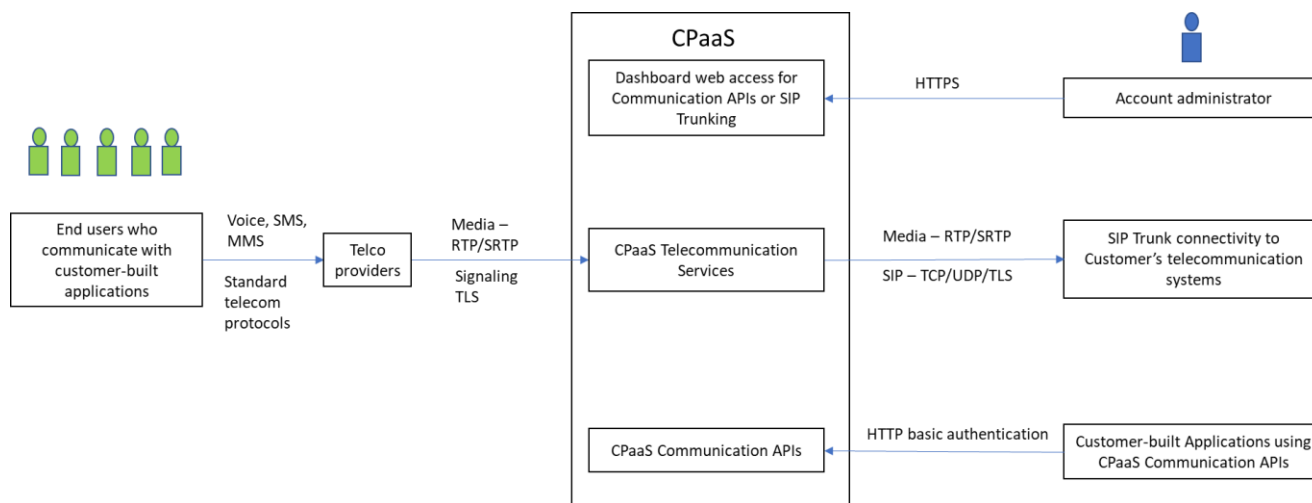 CPaaS
Dashboard web access for
Communication APIs or SIP
Trunking
HTTPS
Account administrator
End users who
communicate with
customer-built
applications
Voice, SMS,
MMS
Standard
telecom
protocols
Telco
providers
Media –
RTP/SRTP
Signaling
TLS
CPaaS Telecommunication
Services
Media – RTP/SRTP
SIP – TCP/UDP/TLS
SIP Trunk connectivity to
Customer’s telecommunication
systems
CPaaS Communication APIs
HTTP basic authentication
Customer-built Applications using
CPaaS Communication APIs